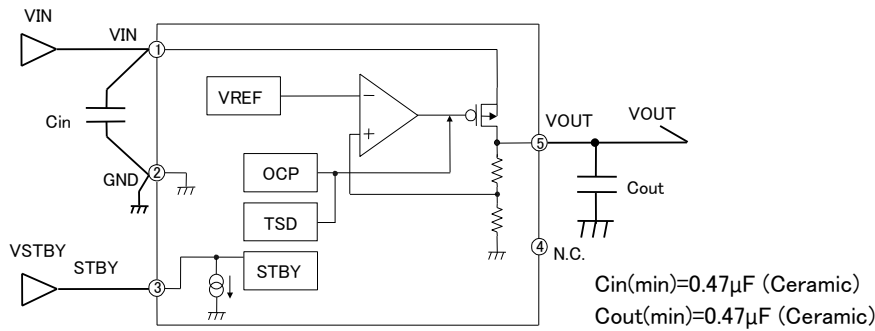 VIN
VIN
①
VREF
−
+
Cin
VOUT
VOUT
⑤
②
GND
OCP
Cout
TSD
VSTBY
STBY
③
STBY
④ N.C.
Cin(min)=0.47μF (Ceramic)
Cout(min)=0.47μF (Ceramic)